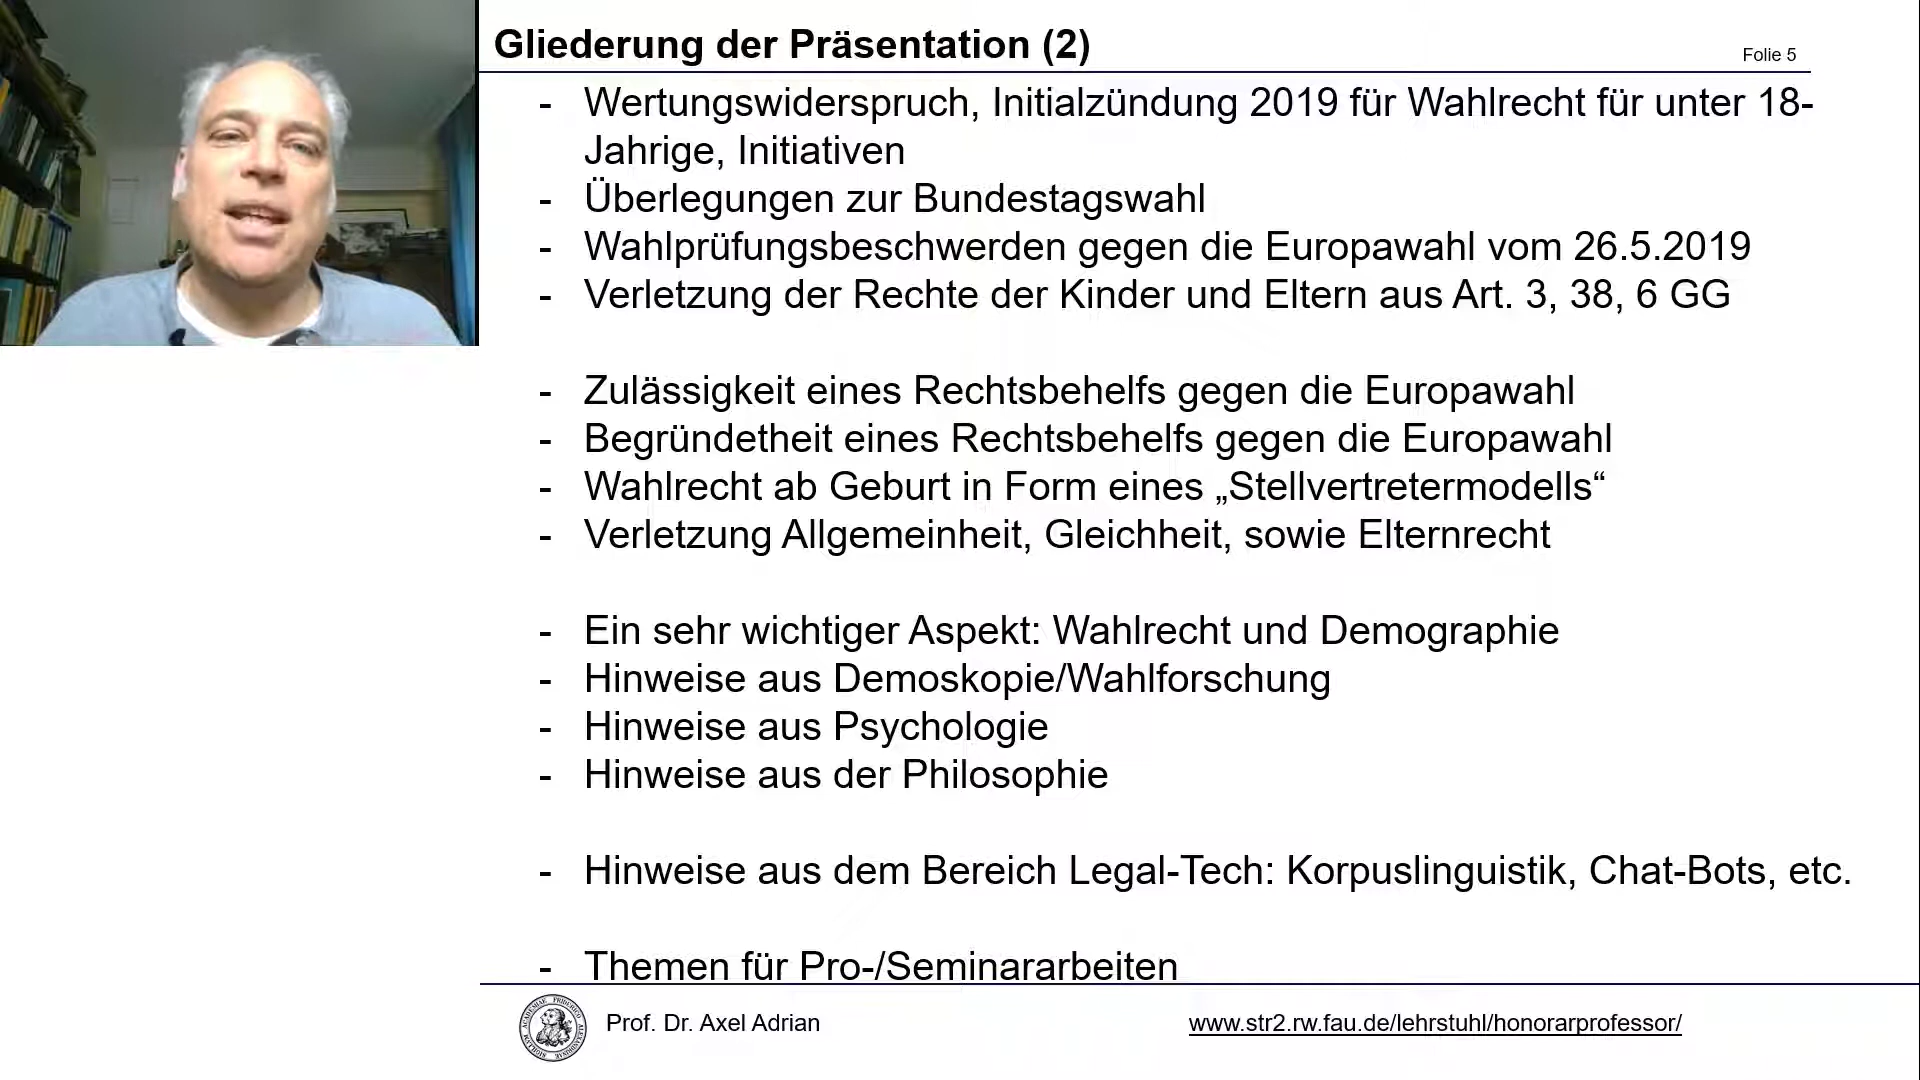 Gliederung der Präsentation (2)
Folie 5
- Wertungswiderspruch, Initialzündung 2019 für Wahlrecht für unter 18-
Jahrige, Initiativen
- Überlegungen zur Bundestagswahl
- Wahlprüfungsbeschwerden gegen die Europawahl vom 26.5.2019
- Verletzung der Rechte der Kinder und Eltern aus Art. 3, 38, 6 GG
- Zulässigkeit eines Rechtsbehelfs gegen die Europawahl
- Begründetheit eines Rechtsbehelfs gegen die Europawahl
- Wahlrecht ab Geburt in Form eines „Stellvertretermodells“
- Verletzung Allgemeinheit, Gleichheit, sowie Elternrecht
- Ein sehr wichtiger Aspekt: Wahlrecht und Demographie
- Hinweise aus Demoskopie/Wahlforschung
- Hinweise aus Psychologie
- Hinweise aus der Philosophie
- Hinweise aus dem Bereich Legal-Tech: Korpuslinguistik, Chat-Bots, etc.
- Themen für Pro-/Seminararbeiten
Prof. Dr. Axel Adrian
www.str2.rw.fau.de/lehrstuhl/honorarprofessor/